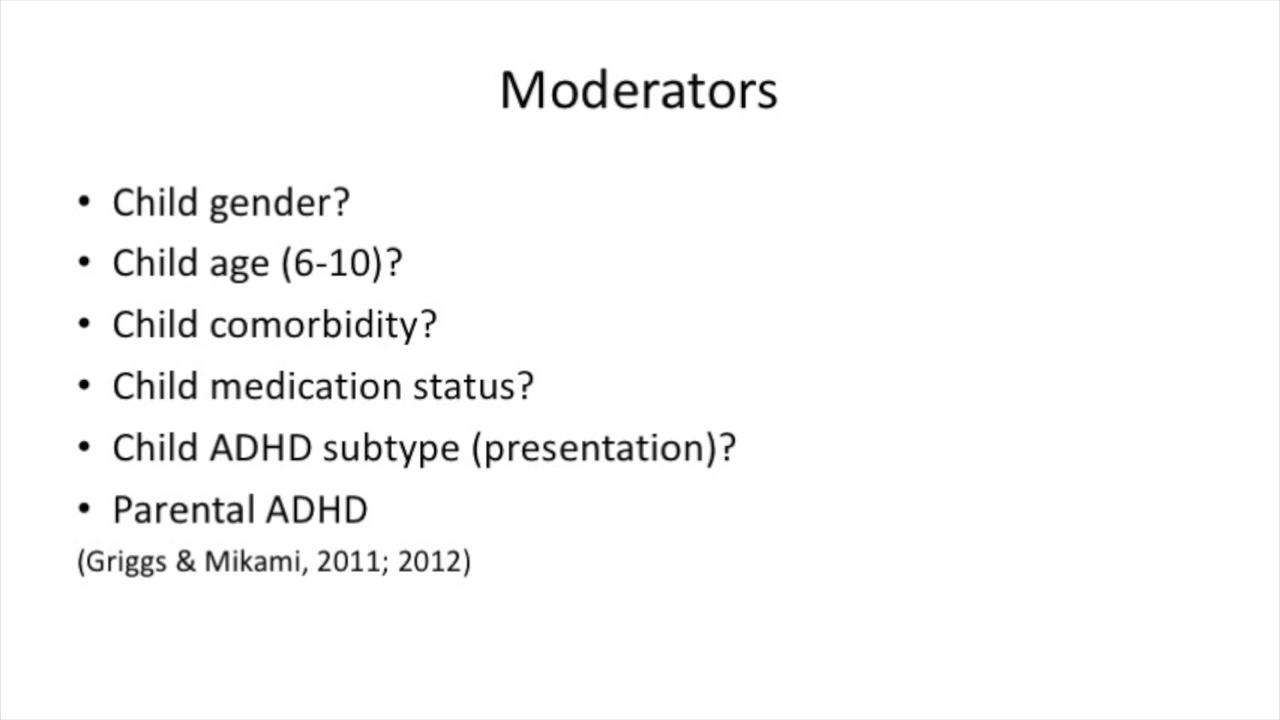 Moderators
• Child gender?
• Child age (6-10)?
• Child comorbidity?
• Child medication status?
• Child ADHD subtype (presentation)?
• Parental ADHD
(Griggs & Mikami, 2011; 2012)